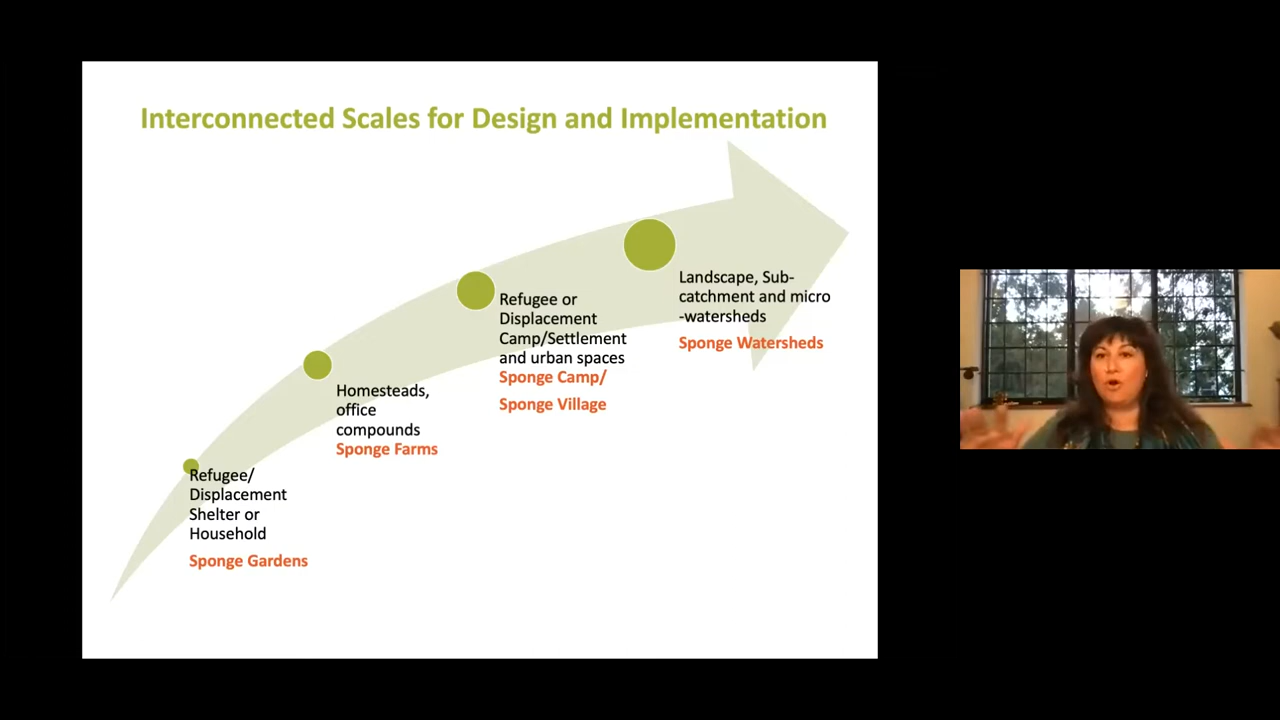 Interconnected Scales for Design and Implementation
Refugee/
Displacement
Shelter or
Household
Sponge Gardens
Homesteads,
office
compounds
Sponge Farms
Refugee or
Displacement
Camp/Settlement
and urban spaces
Sponge Camp/
Sponge Village
Landscape, Sub-
catchment and micro
-watersheds
Sponge Watersheds